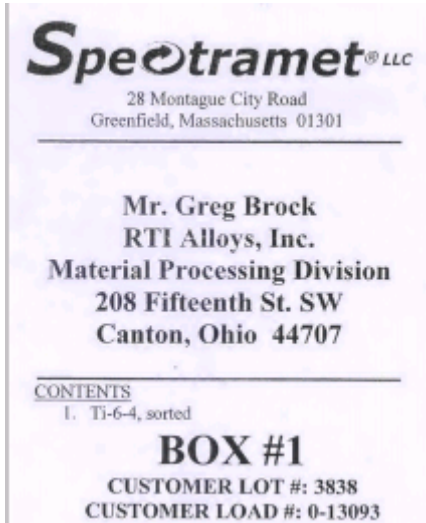 Spectramet® LLC
28 Montague City Road
Greenfield, Massachusetts 01301
Mr. Greg Brock
RTI Alloys, Inc.
Material Processing Division
208 Fifteenth St. SW
Canton, Ohio 44707
CONTENTS
1. Ti-6-4, sorted
BOX #1
CUSTOMER LOT #: 3838
CUSTOMER LOAD #: 0-13093